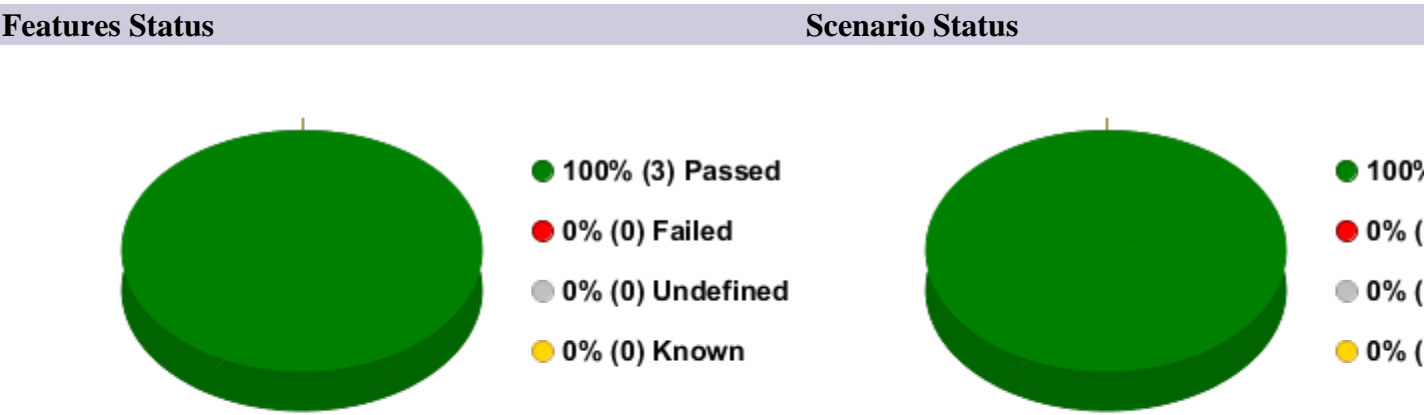 Features Status
Scenario Status
100% (3) Passed
0% (0) Failed
0% (0) Undefined
0% (0) Known
100%
0% (
0% (
0% (